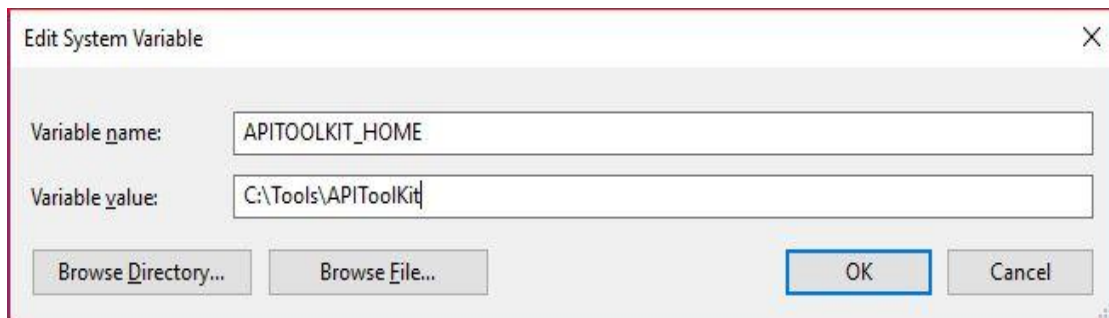 Edit System Variable
Variable name: APITOOLKIT_HOME
Variable value: C:\Tools\APIToolKit
Browse Directory... Browse File... OK Cancel